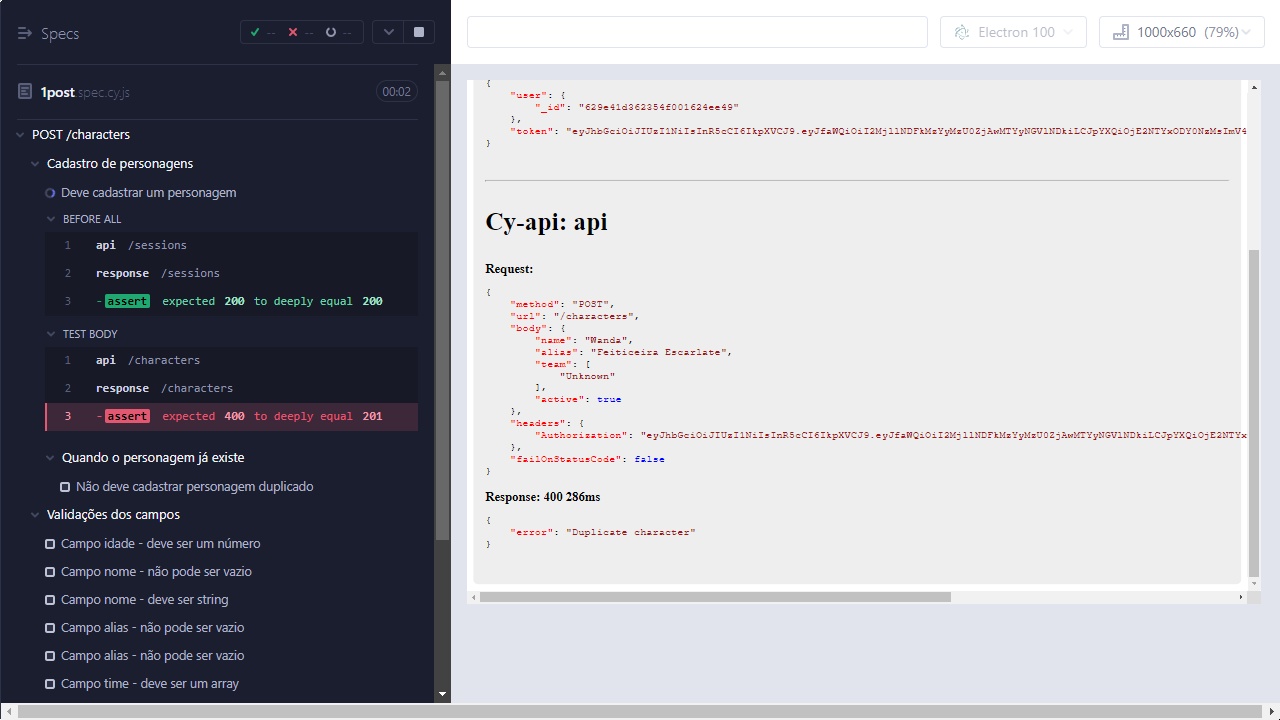 Specs
-- -- --
Electron 100
1000x660 (79%)
1post.spec.cy.js
00:02
POST /characters
Cadastro de personagens
Deve cadastrar um personagem
BEFORE ALL
1 api /sessions
2 response /sessions
3 -assert expected 200 to deeply equal 200
TEST BODY
1 api /characters
2 response /characters
3 -assert expected 400 to deeply equal 201
Quando o personagem já existe
Não deve cadastrar personagem duplicado
Validações dos campos
Campo idade - deve ser um número
Campo nome - não pode ser vazio
Campo nome - deve ser string
Campo alias - não pode ser vazio
Campo alias - não pode ser vazio
Campo time - deve ser um array
{
"user": {
"_id": "629e41d362354f001624ee49"
},
"token":
}
Cy-api: api
Request:
{
"method": "POST",
"url": "/characters",
"body": {
"name": "Wanda",
"alias": "Feiticeira Escarlate",
"team": [
"Unknown"
],
"active": true
},
"headers": {
"Authorization":
},
"failOnStatusCode": false
}
Response: 400 286ms
{
"error": "Duplicate character"
}